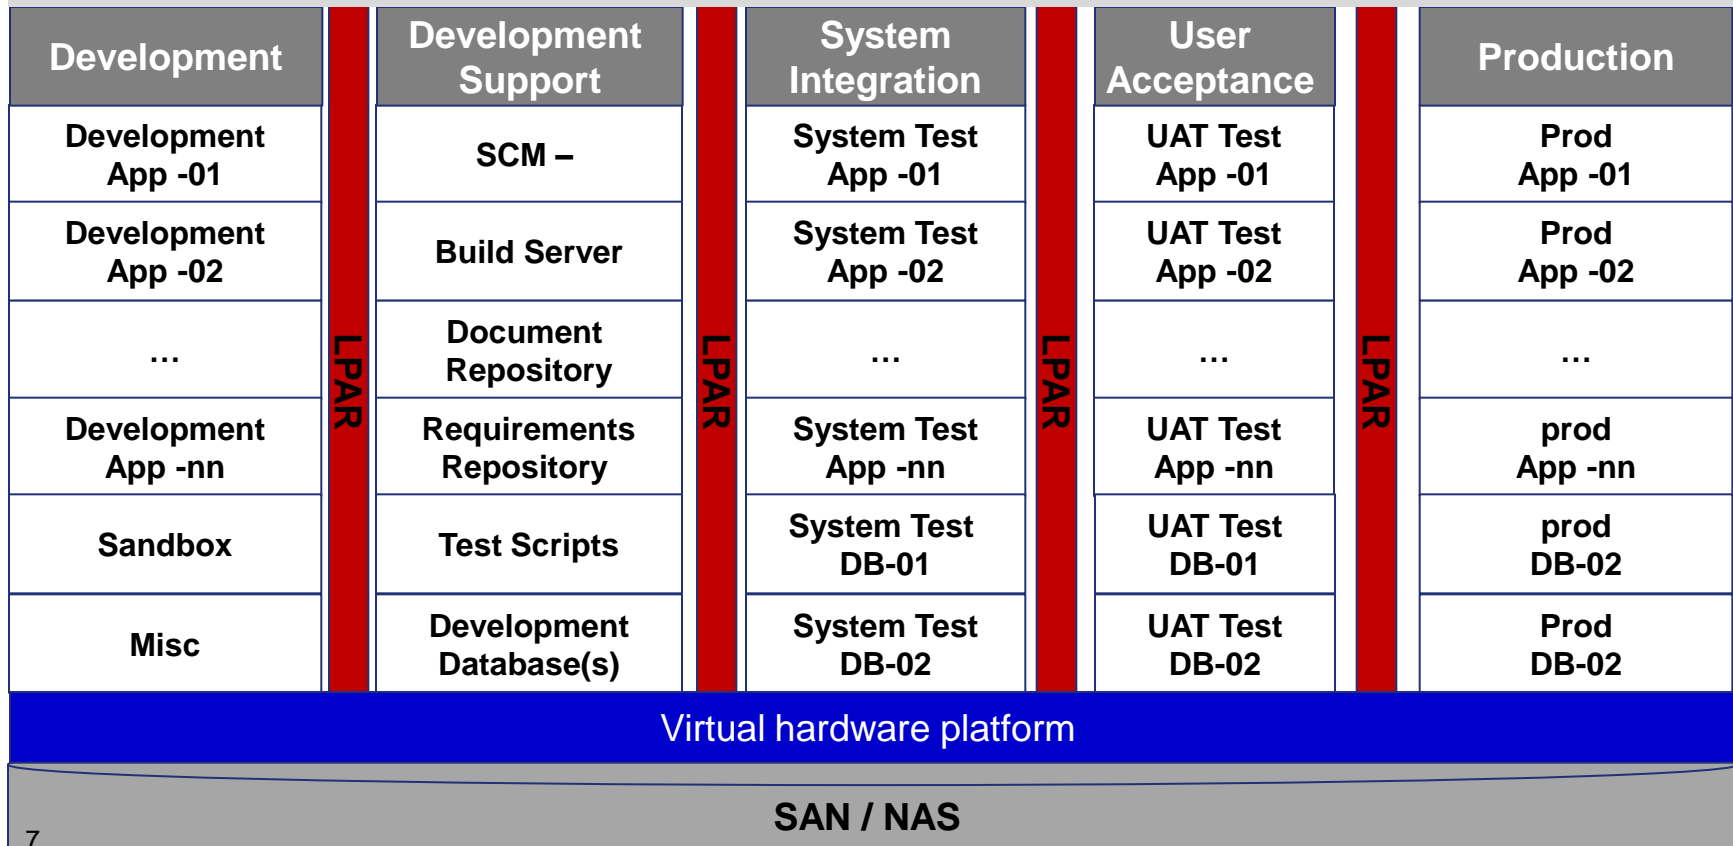 Development
Development
Support
System
Integration
User
Acceptance
Production
Development
App -01
SCM –
System Test
App -01
UAT Test
App -01
Prod
App -01
Development
App -02
Build Server
System Test
App -02
UAT Test
App -02
Prod
App -02
…
Document
Repository
…
…
…
Development
App -nn
Requirements
Repository
System Test
App -nn
UAT Test
App -nn
prod
App -nn
Sandbox
Test Scripts
System Test
DB-01
UAT Test
DB-01
prod
DB-02
Misc
Development
Database(s)
System Test
DB-02
UAT Test
DB-02
Prod
DB-02
LPAR
LPAR
LPAR
LPAR
Virtual hardware platform
SAN / NAS
7